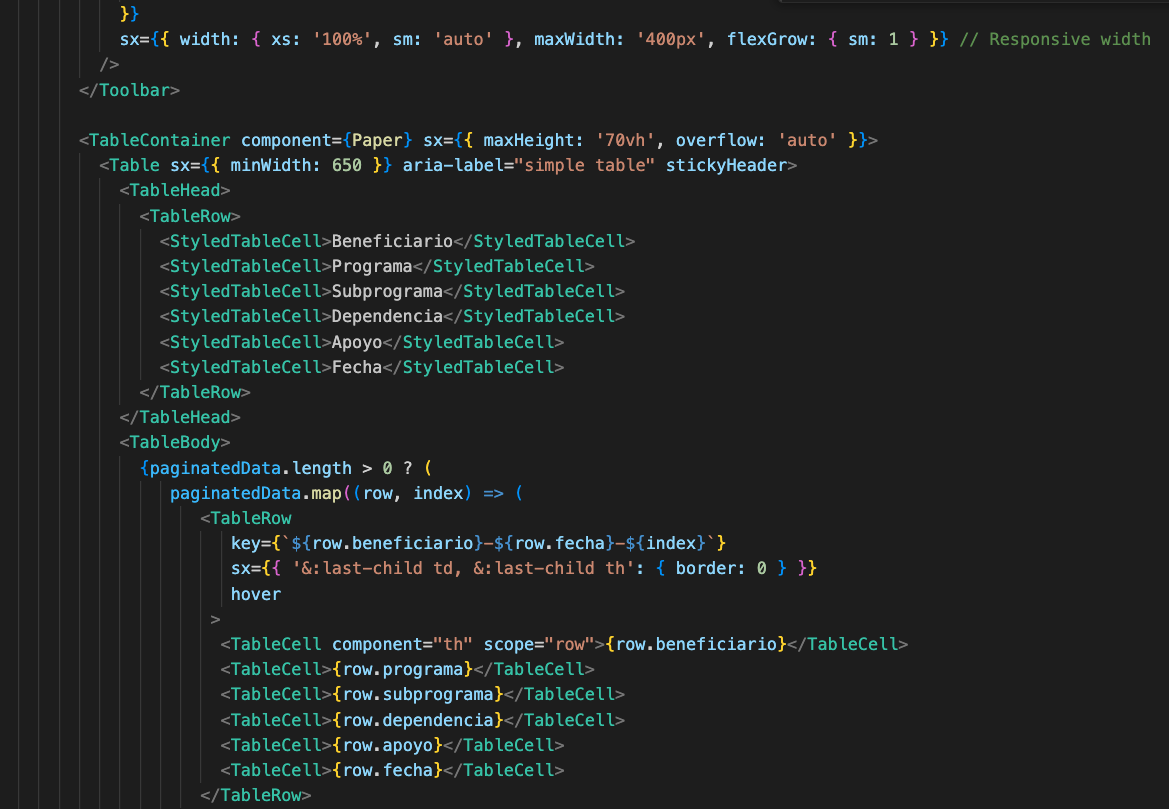 }}
sx={{ width: { xs: '100%', sm: 'auto' }, maxWidth: '400px', flexGrow: { sm: 1 } }} // Responsive width
/>
</Toolbar>
<TableContainer component={Paper} sx={{ maxHeight: '70vh', overflow: 'auto' }}>
<Table sx={{ minWidth: 650 }} aria-label="simple table" stickyHeader>
<TableHead>
<TableRow>
<StyledTableCell>Beneficiario</StyledTableCell>
<StyledTableCell>Programa</StyledTableCell>
<StyledTableCell>Subprograma</StyledTableCell>
<StyledTableCell>Dependencia</StyledTableCell>
<StyledTableCell>Apoyo</StyledTableCell>
<StyledTableCell>Fecha</StyledTableCell>
</TableRow>
</TableHead>
<TableBody>
{paginatedData.length > 0 ? (
paginatedData.map((row, index) => (
<TableRow
key={`${row.beneficiario}-${row.fecha}-${index}`}
sx={{ '&:last-child td, &:last-child th': { border: 0 } }}
hover
>
<TableCell component="th" scope="row">{row.beneficiario}</TableCell>
<TableCell>{row.programa}</TableCell>
<TableCell>{row.subprograma}</TableCell>
<TableCell>{row.dependencia}</TableCell>
<TableCell>{row.apoyo}</TableCell>
<TableCell>{row.fecha}</TableCell>
</TableRow>